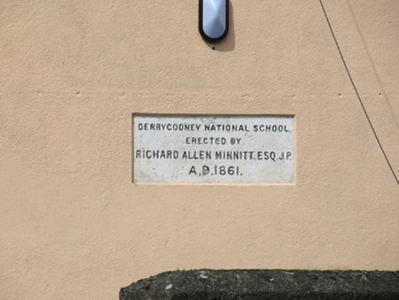 DERRYCOONEY NATIONAL SCHOOL.
ERECTED BY
RICHARD ALLEN MINNITT. ESQ. J.P.
A.D. 1861.